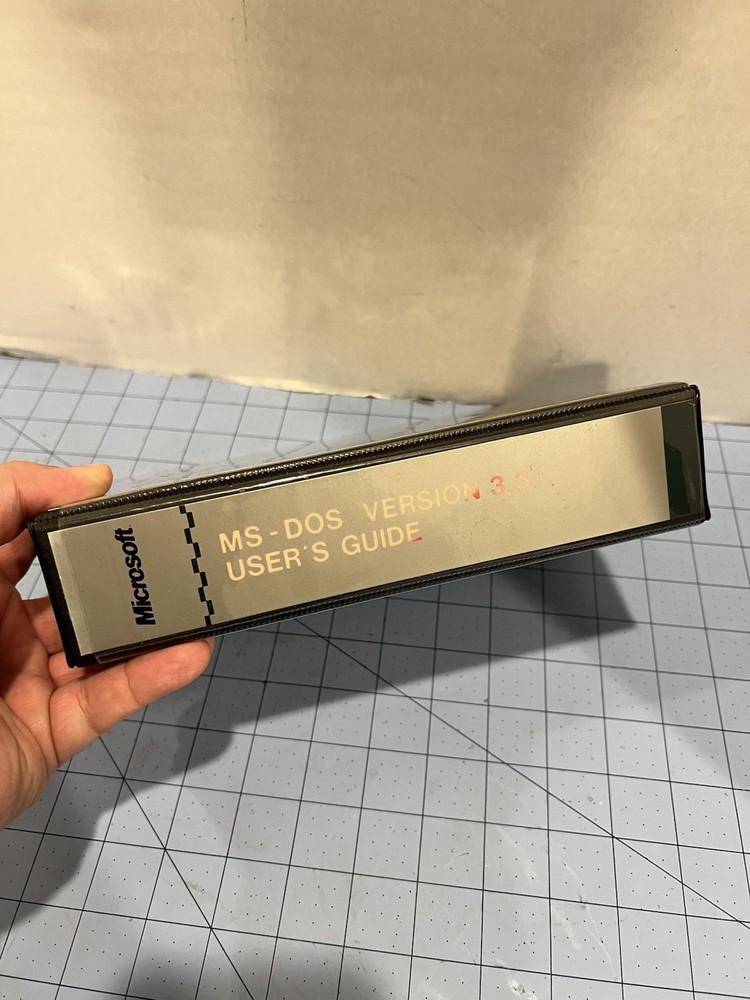 Microsoft
MS-DOS VERSION 3.3
USER'S GUIDE